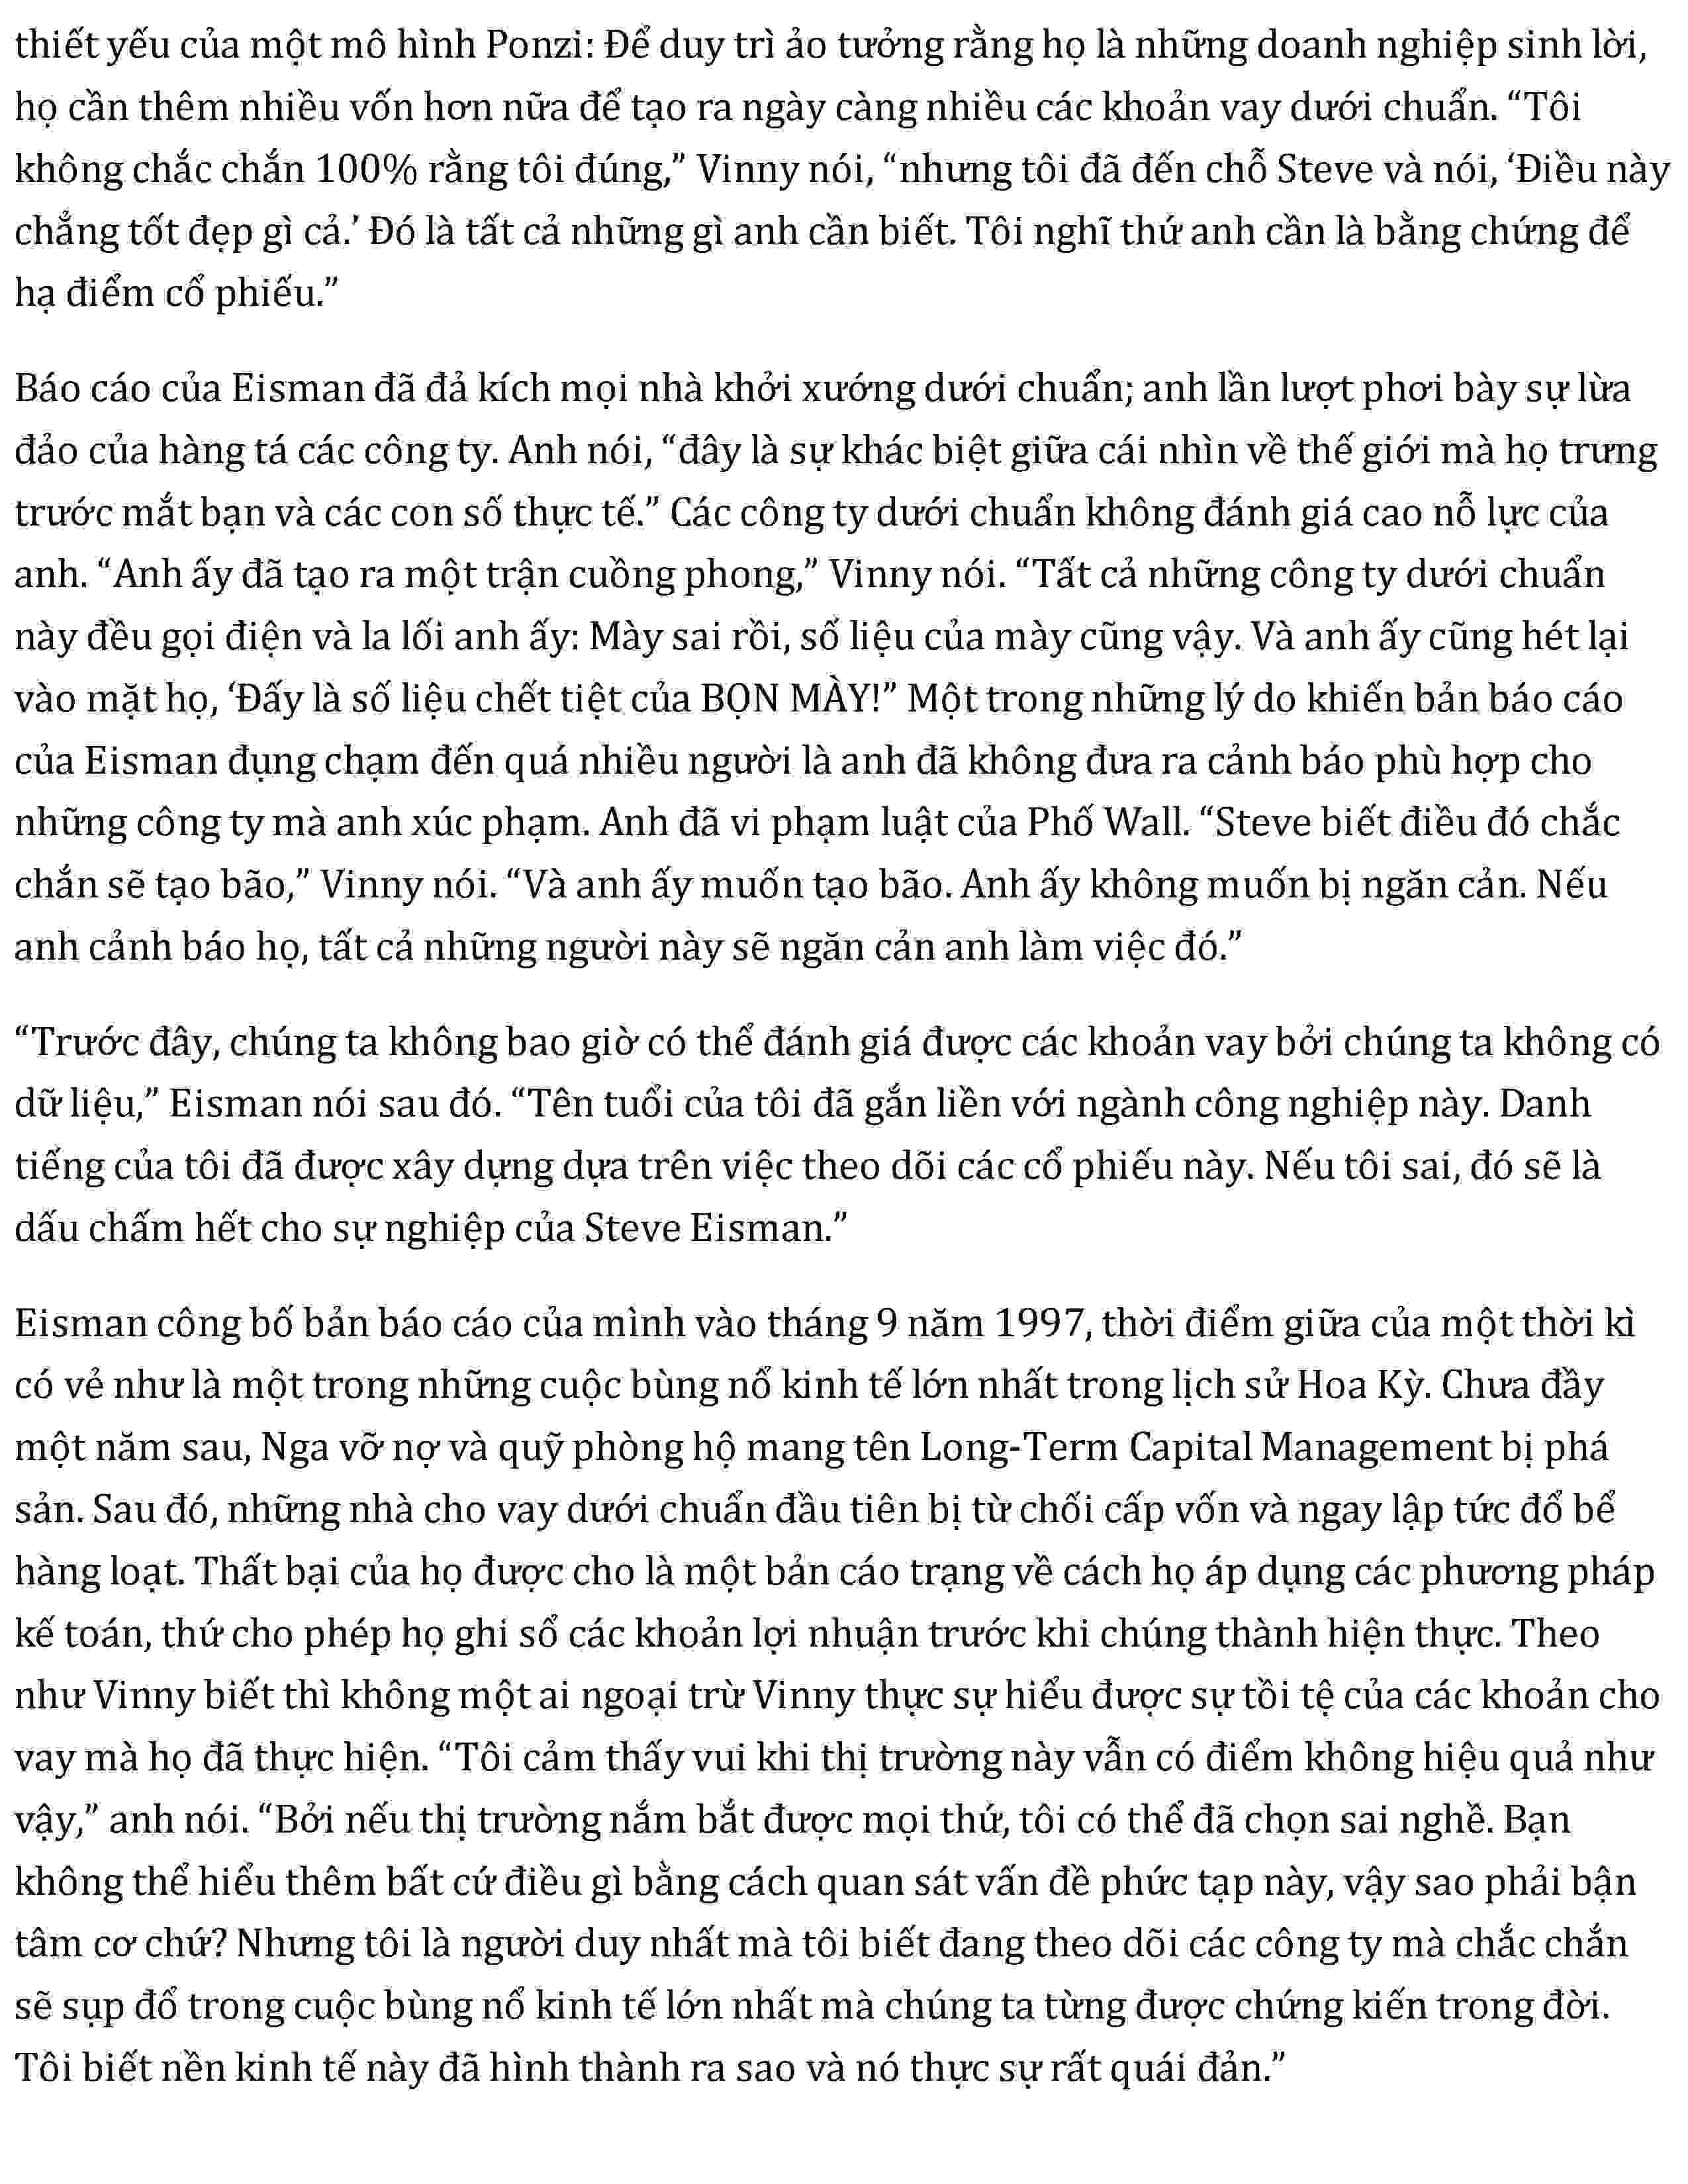 thiết yếu của một mô hình Ponzi: Để duy trì ảo tưởng rằng họ là những doanh nghiệp sinh lời,
họ cần thêm nhiều vốn hơn nữa để tạo ra ngày càng nhiều các khoản vay dưới chuẩn. “Tôi
không chắc chắn 100% rằng tôi đúng,” Vinny nói, “nhưng tôi đã đến chỗ Steve và nói, ‘Điều này
chẳng tốt đẹp gì cả.’ Đó là tất cả những gì anh cần biết. Tôi nghĩ thứ anh cần là bằng chứng để
hạ điểm cổ phiếu.”
Báo cáo của Eisman đã đả kích mọi nhà khởi xướng dưới chuẩn; anh lần lượt phơi bày sự lừa
đảo của hàng tá các công ty. Anh nói, “đây là sự khác biệt giữa cái nhìn về thế giới mà họ trưng
trước mắt bạn và các con số thực tế.” Các công ty dưới chuẩn không đánh giá cao nỗ lực của
anh. “Anh ấy đã tạo ra một trận cuồng phong,” Vinny nói. “Tất cả những công ty dưới chuẩn
này đều gọi điện và la lối anh ấy: Mày sai rồi, số liệu của mày cũng vậy. Và anh ấy cũng hét lại
vào mặt họ, ‘Đấy là số liệu chết tiệt của BỌN MÀY!” Một trong những lý do khiến bản báo cáo
của Eisman đụng chạm đến quá nhiều người là anh đã không đưa ra cảnh báo phù hợp cho
những công ty mà anh xúc phạm. Anh đã vi phạm luật của Phố Wall. “Steve biết điều đó chắc
chắn sẽ tạo bão,” Vinny nói. “Và anh ấy muốn tạo bão. Anh ấy không muốn bị ngăn cản. Nếu
anh cảnh báo họ, tất cả những người này sẽ ngăn cản anh làm việc đó.”
“Trước đây, chúng ta không bao giờ có thể đánh giá được các khoản vay bởi chúng ta không có
dữ liệu,” Eisman nói sau đó. “Tên tuổi của tôi đã gắn liền với ngành công nghiệp này. Danh
tiếng của tôi đã được xây dựng dựa trên việc theo dõi các cổ phiếu này. Nếu tôi sai, đó sẽ là
dấu chấm hết cho sự nghiệp của Steve Eisman.”
Eisman công bố bản báo cáo của mình vào tháng 9 năm 1997, thời điểm giữa của một thời kì
có vẻ như là một trong những cuộc bùng nổ kinh tế lớn nhất trong lịch sử Hoa Kỳ. Chưa đầy
một năm sau, Nga vỡ nợ và quỹ phòng hộ mang tên Long-Term Capital Management bị phá
sản. Sau đó, những nhà cho vay dưới chuẩn đầu tiên bị từ chối cấp vốn và ngay lập tức đổ bể
hàng loạt. Thất bại của họ được cho là một bản cáo trạng về cách họ áp dụng các phương pháp
kế toán, thứ cho phép họ ghi sổ các khoản lợi nhuận trước khi chúng thành hiện thực. Theo
như Vinny biết thì không một ai ngoại trừ Vinny thực sự hiểu được sự tồi tệ của các khoản cho
vay mà họ đã thực hiện. “Tôi cảm thấy vui khi thị trường này vẫn có điểm không hiệu quả như
vậy,” anh nói. “Bởi nếu thị trường nắm bắt được mọi thứ, tôi có thể đã chọn sai nghề. Bạn
không thể hiểu thêm bất cứ điều gì bằng cách quan sát vấn đề phức tạp này, vậy sao phải bận
tâm cơ chứ? Nhưng tôi là người duy nhất mà tôi biết đang theo dõi các công ty mà chắc chắn
sẽ sụp đổ trong cuộc bùng nổ kinh tế lớn nhất mà chúng ta từng được chứng kiến trong đời.
Tôi biết nền kinh tế này đã hình thành ra sao và nó thực sự rất quái đản.”